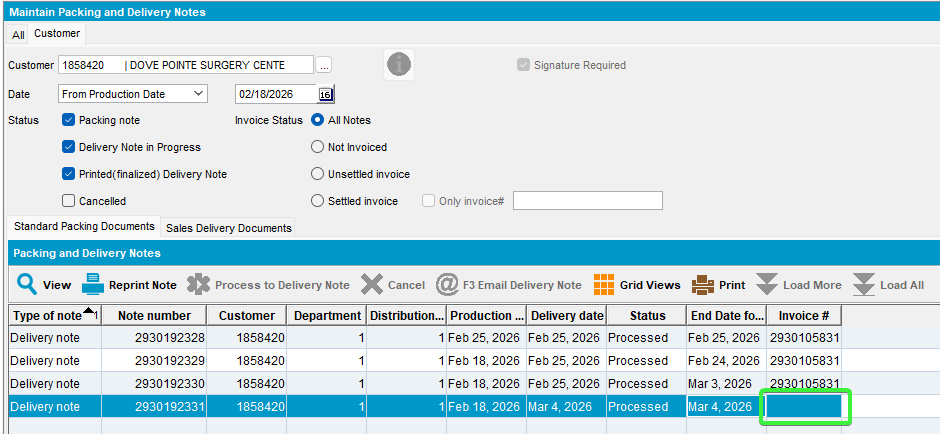 Maintain Packing and Delivery Notes
All Customer
Customer 1858420 | DOVE POINTE SURGERY CENTE ... Signature Required
Date From Production Date 02/18/2026 16
Status Packing note Invoice Status All Notes
Delivery Note in Progress Not Invoiced
Printed(finalized) Delivery Note Unsettled invoice
Cancelled Settled invoice Only invoice#
Standard Packing Documents Sales Delivery Documents
Packing and Delivery Notes
View Reprint Note Process to Delivery Note Cancel F3 Email Delivery Note Grid Views Print Load More Load All
Type of note 1 Note number Customer Department Distribution... Production ... Delivery date Status End Date fo... Invoice #
Delivery note 2930192328 1858420 1 1 Feb 25, 2026 Feb 25, 2026 Processed Feb 25, 2026 2930105831
Delivery note 2930192329 1858420 1 1 Feb 18, 2026 Feb 25, 2026 Processed Feb 24, 2026 2930105831
Delivery note 2930192330 1858420 1 1 Feb 18, 2026 Feb 25, 2026 Processed Mar 3, 2026 2930105831
Delivery note 2930192331 1858420 1 1 Feb 18, 2026 Mar 4, 2026 Processed Mar 4, 2026